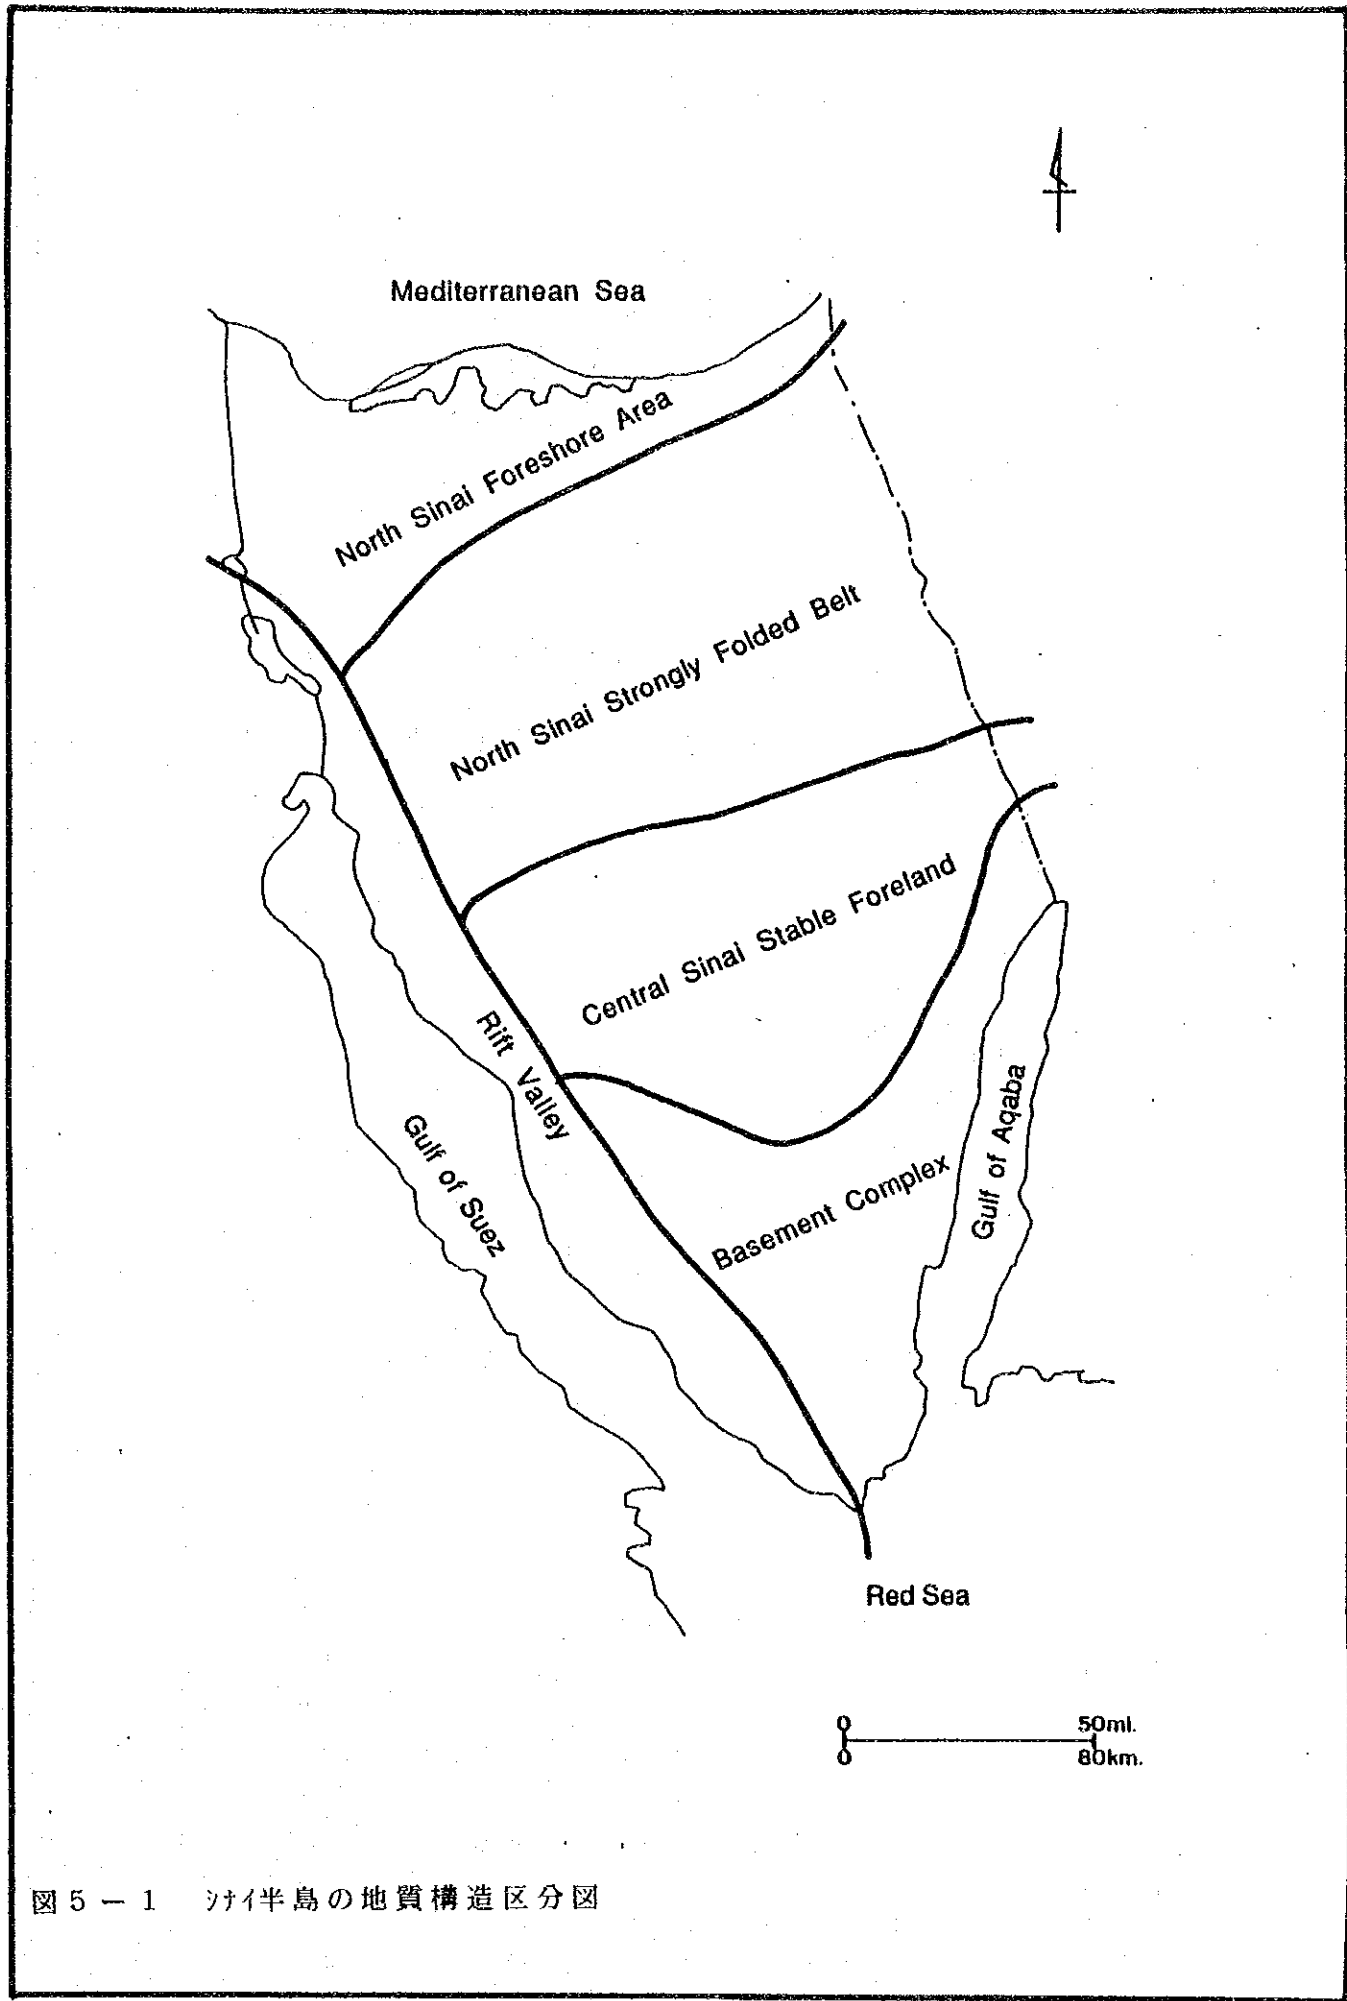 Mediterranean Sea
North Sinai Foreshore Area
North Sinai Strongly Folded Belt
Central Sinai Stable Foreland
Rift Valley
Gulf of Suez
Gulf of Aqaba
Basement Complex
Red Sea
0 50mi.
0 80km.
図5-1 シナイ半島の地質構造区分図